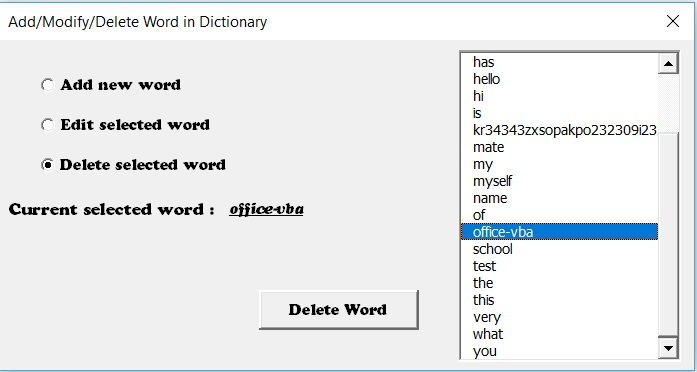 Add/Modify/Delete Word in Dictionary
Add new word
Edit selected word
Delete selected word
Current selected word : office-vba
Delete Word
has
hello
hi
is
kr34343zxsopakpo232309i23
mate
my
myself
name
of
office-vba
school
test
the
this
very
what
you